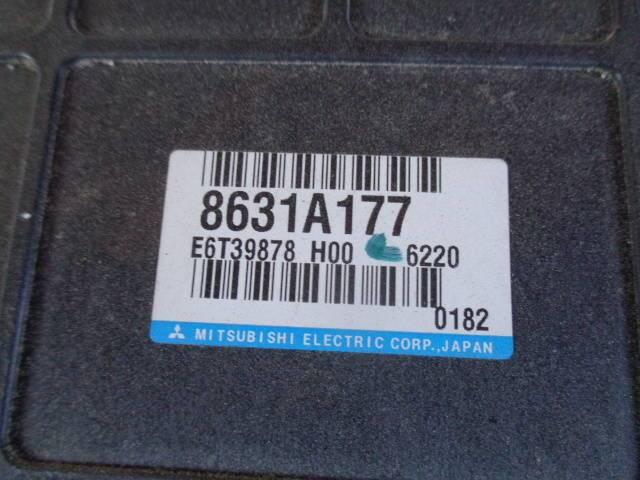 8631A177
E6T39878 H00 6220
0182
MITSUBISHI ELECTRIC CORP.,JAPAN